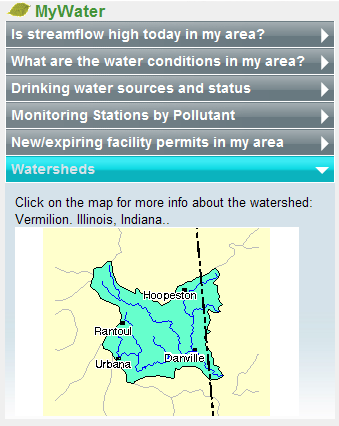 MyWater
Is streamflow high today in my area?
What are the water conditions in my area?
Drinking water sources and status
Monitoring Stations by Pollutant
New/expiring facility permits in my area
Watersheds
Click on the map for more info about the watershed:
Vermilion. Illinois, Indiana..
Hoopeston
Rantoul
Urbana
Danville